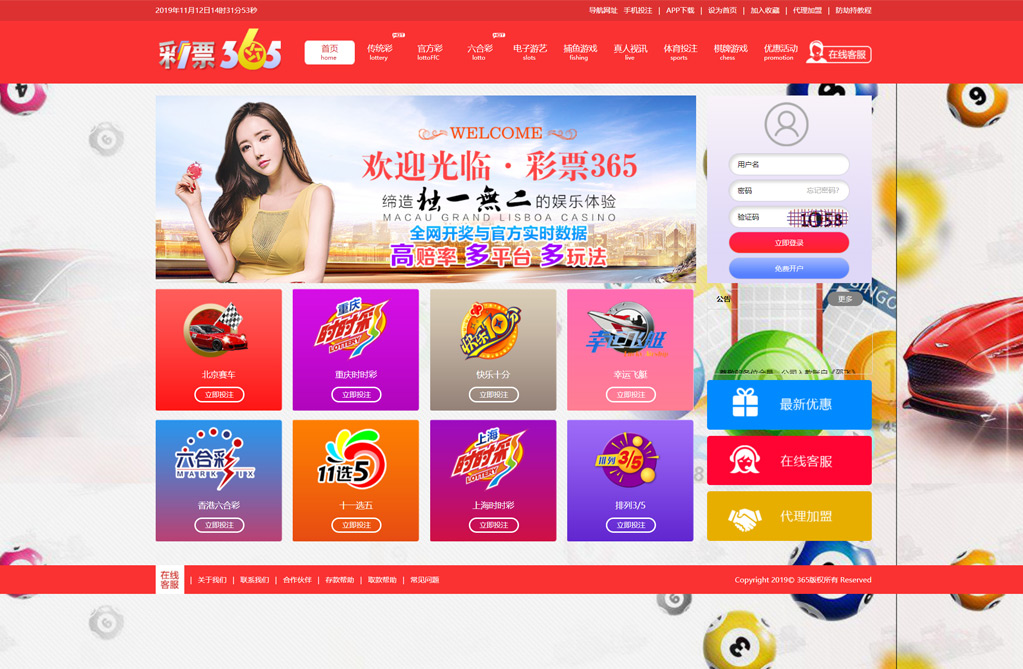 2019年11月12日14时31分53秒
导航网址 手机投注 | APP下载 | 设为首页 | 加入收藏 | 代理加盟 | 防劫持教程
彩票365
首页 传统彩 官方彩 六合彩 电子游艺 捕鱼游戏 真人视讯 体育投注 棋牌游戏 优惠活动 在线客服
home lottery lottoFFC lotto slots fishing live sports chess promotion
HOT HOT
WELCOME
欢迎光临·彩票365
缔造独一無二的娱乐体验
MACAU GRAND LISBOA CASINO
全网开奖与官方实时数据
高赔率 多平台 多玩法
用户名
密码 忘记密码?
验证码 1058
立即登录
免费开户
公告 更多
BINGO
最新优惠
在线客服
代理加盟
北京赛车
立即投注
重庆
时时彩
LOTTERY
重庆时时彩
立即投注
快乐10分
快乐十分
立即投注
幸运飞艇
幸运飞艇
立即投注
六合彩
MARK SIX
香港六合彩
立即投注
11选5
十一选五
立即投注
上海
时时彩
LOTTERY
上海时时彩
立即投注
排列3/5
排列3/5
立即投注
在线
客服
| 关于我们 | 联系我们 | 合作伙伴 | 存款帮助 | 取款帮助 | 常见问题
Copyright 2019© 365版权所有 Reserved